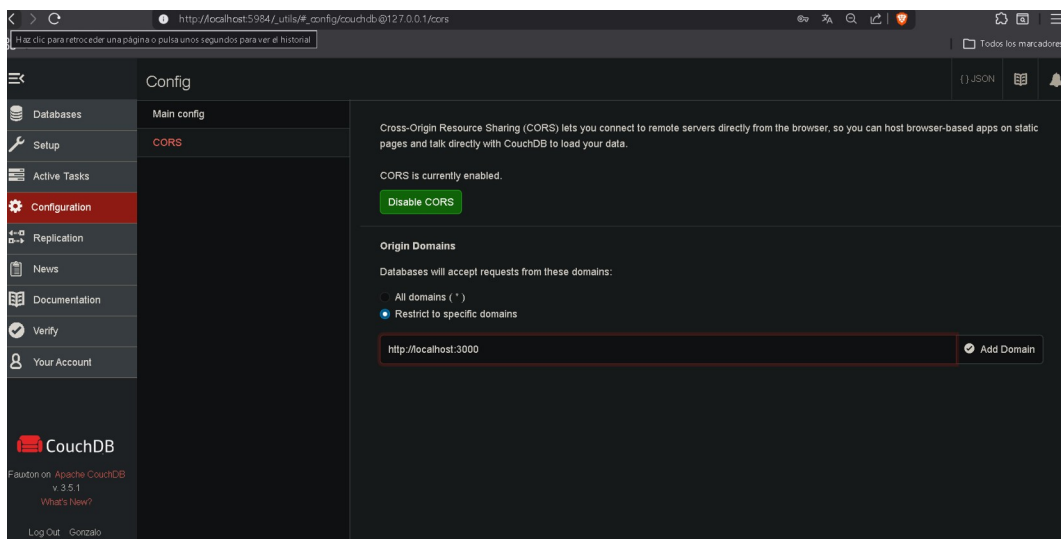 http://localhost:5984/_utils/#_config/couchdb@127.0.0.1/cors
Haz clic para retroceder una página o pulsa unos segundos para ver el historial
Todos los marcadores
Config
{ } JSON
Databases
Setup
Active Tasks
Configuration
Replication
News
Documentation
Verify
Your Account
CouchDB
Fauxton on Apache CouchDB
v. 3.5.1
What's New?
Log Out Gonzalo
Main config
CORS
Cross-Origin Resource Sharing (CORS) lets you connect to remote servers directly from the browser, so you can host browser-based apps on static
pages and talk directly with CouchDB to load your data.
CORS is currently enabled.
Disable CORS
Origin Domains
Databases will accept requests from these domains:
All domains ( * )
Restrict to specific domains
http://localhost:3000
Add Domain